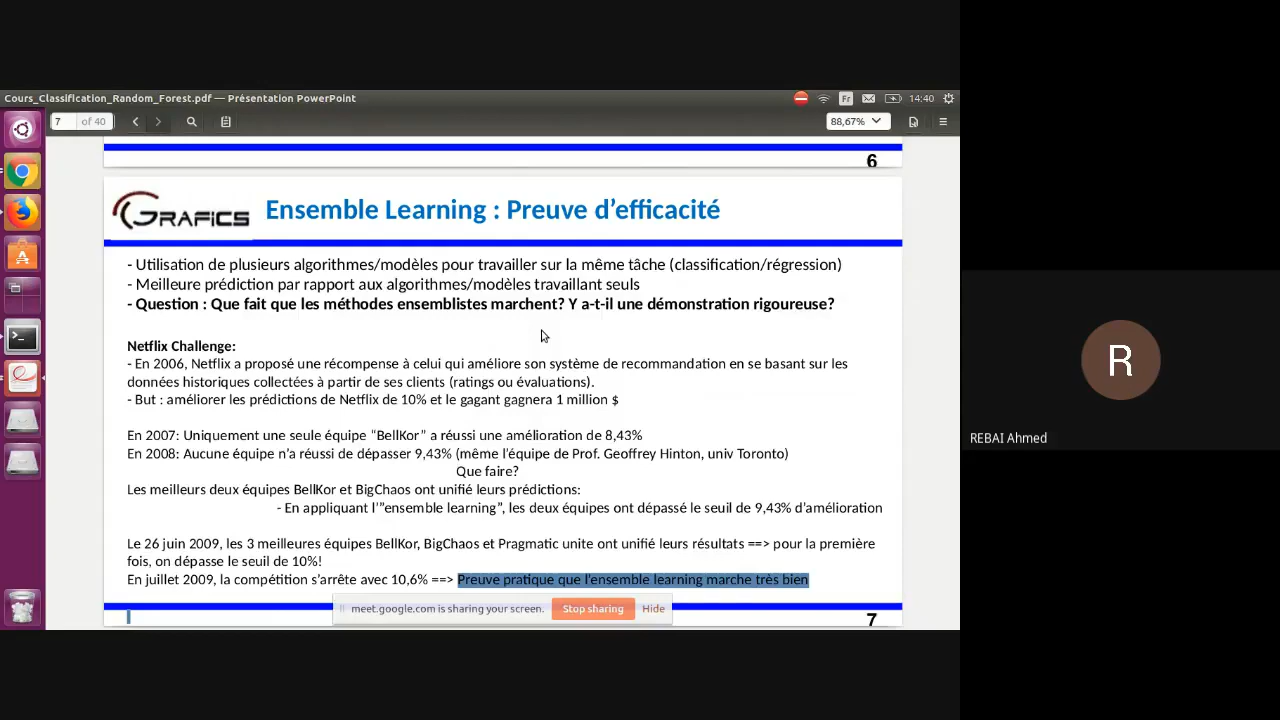 Cours_Classification_Random_Forest.pdf — Présentation PowerPoint
Fr
14:40
7 of 40
88,67%
6
GRAFICS
Ensemble Learning : Preuve d’efficacité
- Utilisation de plusieurs algorithmes/modèles pour travailler sur la même tâche (classification/régression)
- Meilleure prédiction par rapport aux algorithmes/modèles travaillant seuls
- Question : Que fait que les méthodes ensemblistes marchent? Y a-t-il une démonstration rigoureuse?
Netflix Challenge:
- En 2006, Netflix a proposé une récompense à celui qui améliore son système de recommandation en se basant sur les
données historiques collectées à partir de ses clients (ratings ou évaluations).
- But : améliorer les prédictions de Netflix de 10% et le gagant gagnera 1 million $
En 2007: Uniquement une seule équipe “BellKor” a réussi une amélioration de 8,43%
En 2008: Aucune équipe n’a réussi de dépasser 9,43% (même l’équipe de Prof. Geoffrey Hinton, univ Toronto)
Que faire?
Les meilleurs deux équipes BellKor et BigChaos ont unifié leurs prédictions:
- En appliquant l’”ensemble learning”, les deux équipes ont dépassé le seuil de 9,43% d’amélioration
Le 26 juin 2009, les 3 meilleures équipes BellKor, BigChaos et Pragmatic unite ont unifié leurs résultats ==> pour la première
fois, on dépasse le seuil de 10%!
En juillet 2009, la compétition s’arrête avec 10,6% ==> Preuve pratique que l’ensemble learning marche très bien
meet.google.com is sharing your screen.
Stop sharing
Hide
7
R
REBAI Ahmed